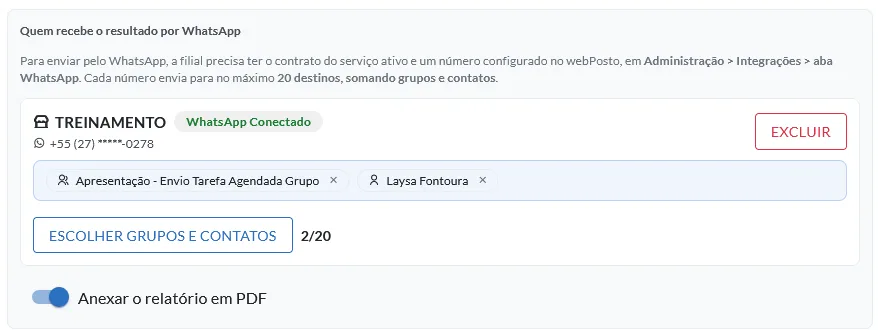 Quem recebe o resultado por WhatsApp
Para enviar pelo WhatsApp, a filial precisa ter o contrato do serviço ativo e um número configurado no webPosto, em Administração > Integrações > aba
WhatsApp. Cada número envia para no máximo 20 destinos, somando grupos e contatos.
TREINAMENTO WhatsApp Conectado
EXCLUIR
+55 (27) *****-0278
Apresentação - Envio Tarefa Agendada Grupo × Laysa Fontoura ×
ESCOLHER GRUPOS E CONTATOS 2/20
Anexar o relatório em PDF